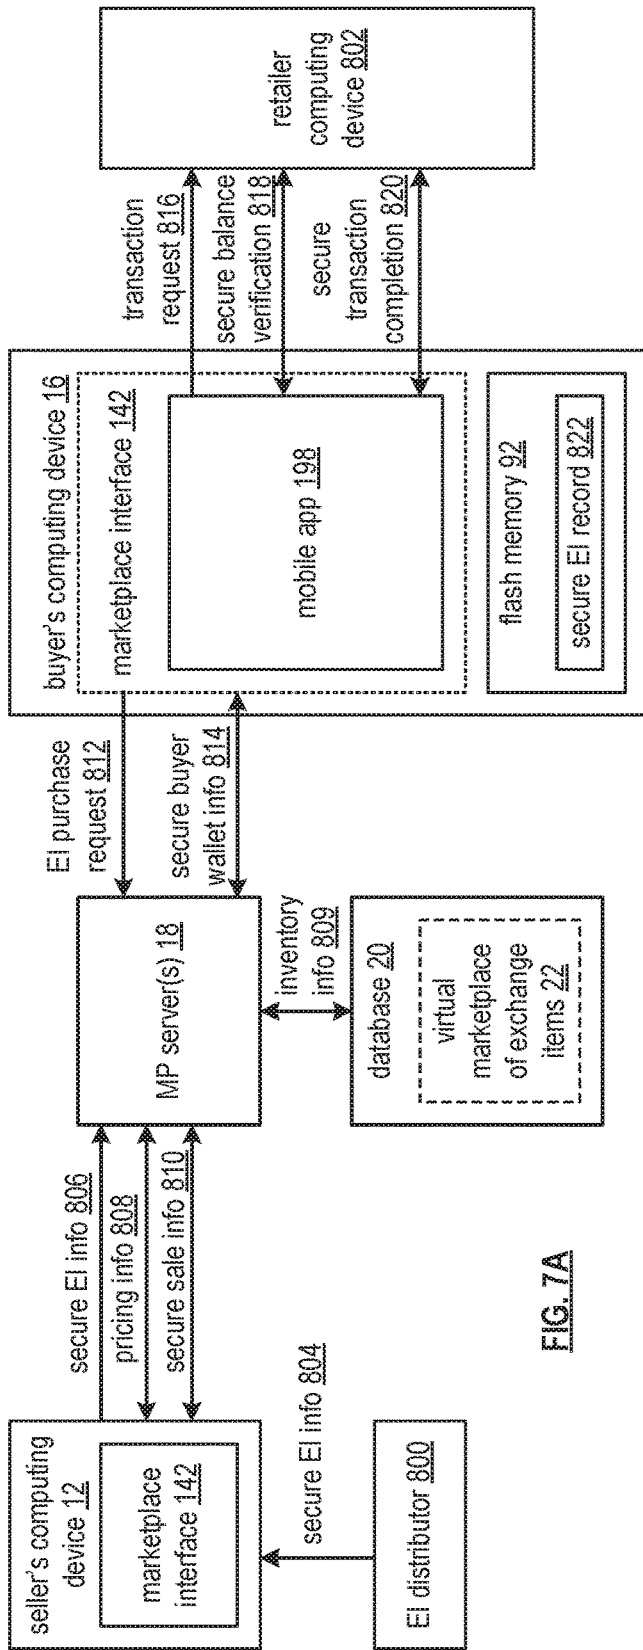 seller's computing
device 12
marketplace
interface 142
secure EI info 804
EI distributor 800
secure EI info 806
pricing info 808
secure sale info 810
MP server(s) 18
inventory
info 809
database 20
virtual
marketplace
of exchange
items 22
EI purchase
request 812
secure buyer
wallet info 814
buyer's computing device 16
marketplace interface 142
mobile app 198
flash memory 92
secure EI record 822
transaction
request 816
secure balance
verification 818
secure
transaction
completion 820
retailer
computing
device 802
FIG. 7A